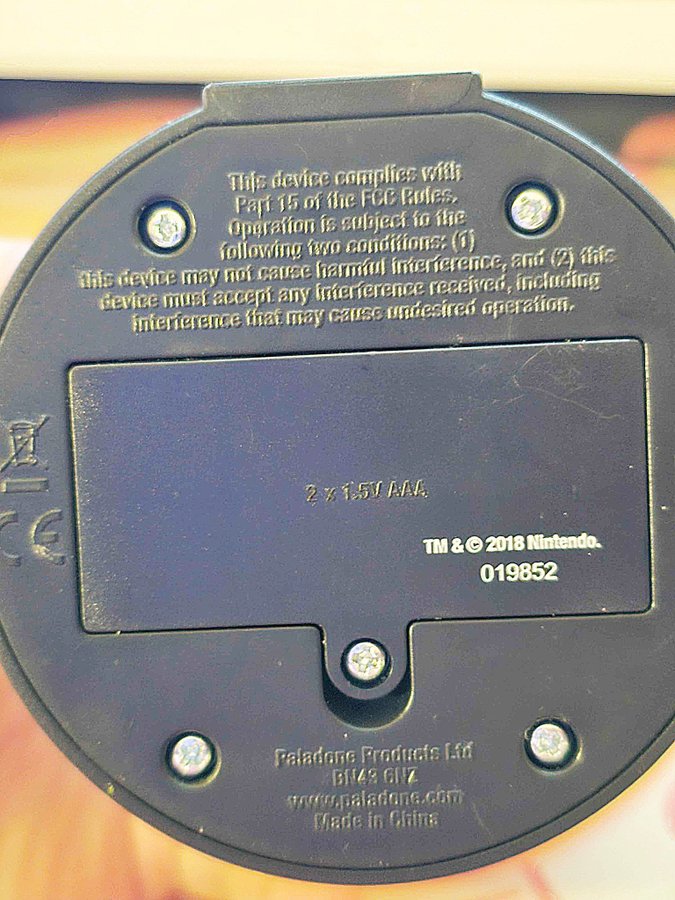 This device complies with
Part 15 of the FCC Rules.
Operation is subject to the
following two conditions: (1)
this device may not cause harmful interference, and (2) this
device must accept any interference received, including
interference that may cause undesired operation.
2 x 1.5V AAA
CE
TM & © 2018 Nintendo.
019852
Paladone Products Ltd
BN43 6NZ
www.paladone.com
Made in China